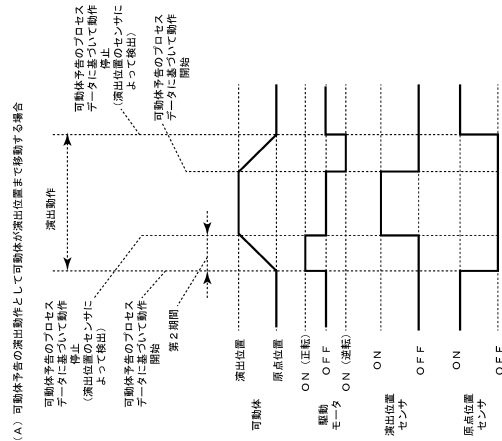 (A) 可動体予告の演出動作として可動体が演出位置まで移動する場合
可動体予告のプロセス
データに基づいて動作
停止
(演出位置のセンサに
よって検出)
可動体予告のプロセス
データに基づいて動作
開始
第2期間
演出動作
可動体予告のプロセス
データに基づいて動作
停止
(演出位置のセンサに
よって検出)
可動体予告のプロセス
データに基づいて動作
開始
可動体
演出位置
原点位置
駆動
モータ
ON(正転)
OFF
ON(逆転)
演出位置
センサ
ON
OFF
原点位置
センサ
ON
OFF